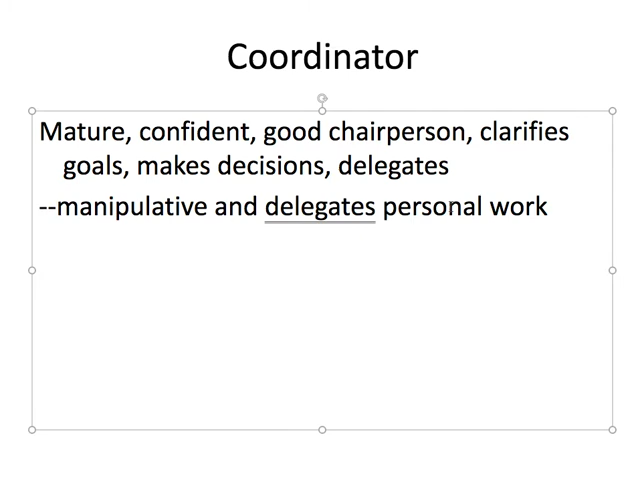 Coordinator
Mature, confident, good chairperson, clarifies
goals, makes decisions, delegates
--manipulative and delegates personal work